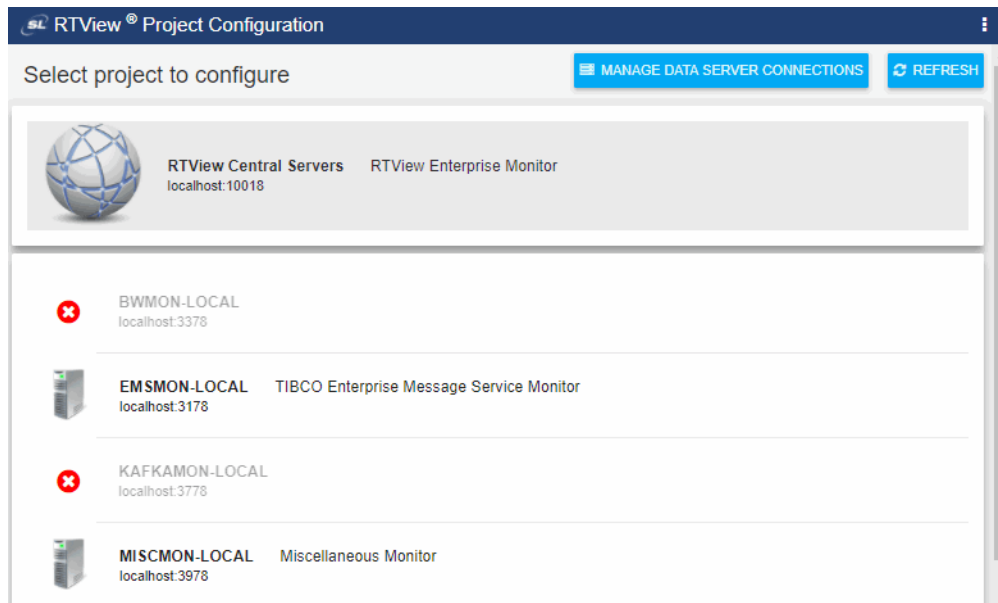 SL RTView ® Project Configuration
Select project to configure
MANAGE DATA SERVER CONNECTIONS
REFRESH
RTView Central Servers RTView Enterprise Monitor
localhost:10018
BWMON-LOCAL
localhost:3378
EMSMON-LOCAL TIBCO Enterprise Message Service Monitor
localhost:3178
KAFKAMON-LOCAL
localhost:3778
MISCMON-LOCAL Miscellaneous Monitor
localhost:3978